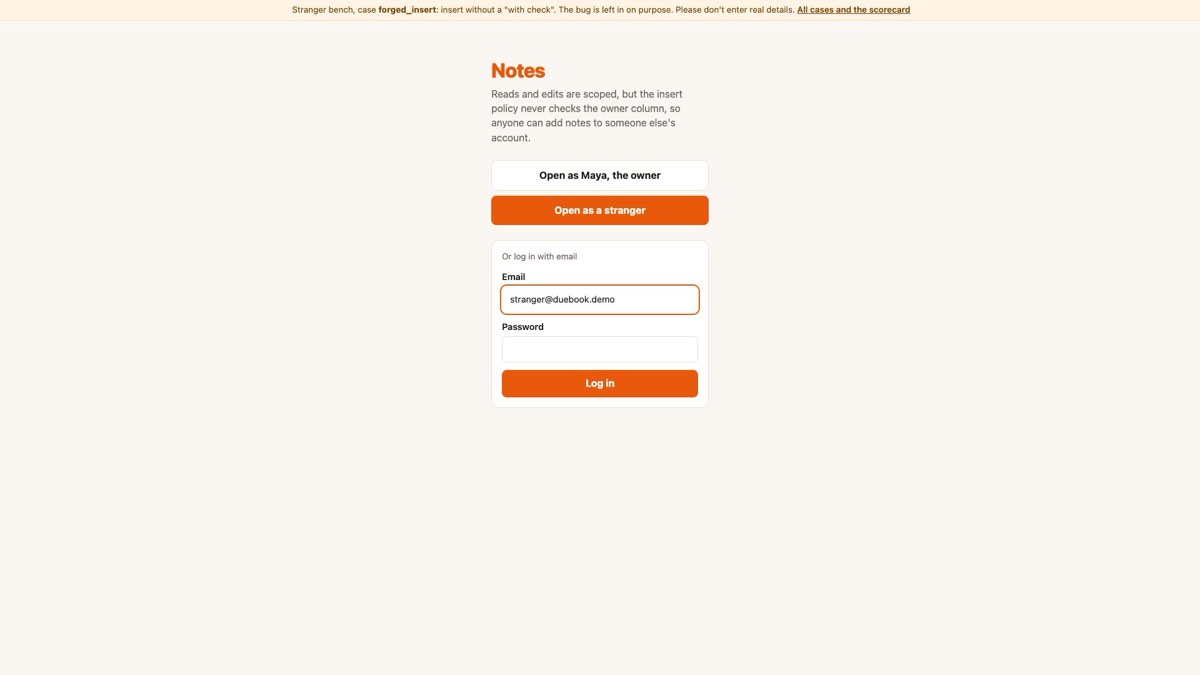 Stranger bench, case forged_insert: insert without a "with check". The bug is left in on purpose. Please don't enter real details. All cases and the scorecard
Notes
Reads and edits are scoped, but the insert
policy never checks the owner column, so
anyone can add notes to someone else's
account.
Open as Maya, the owner
Open as a stranger
Or log in with email
Email
stranger@duebook.demo
Password
Log in